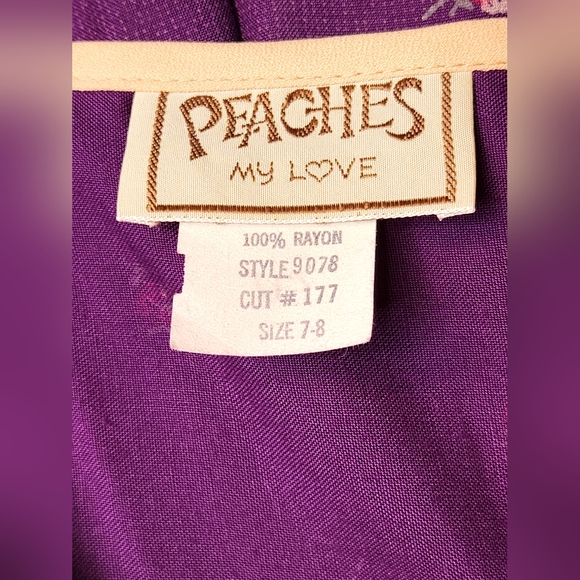 PEACHES
MY LOVE
100% RAYON
STYLE 9078
CUT # 177
SIZE 7-8